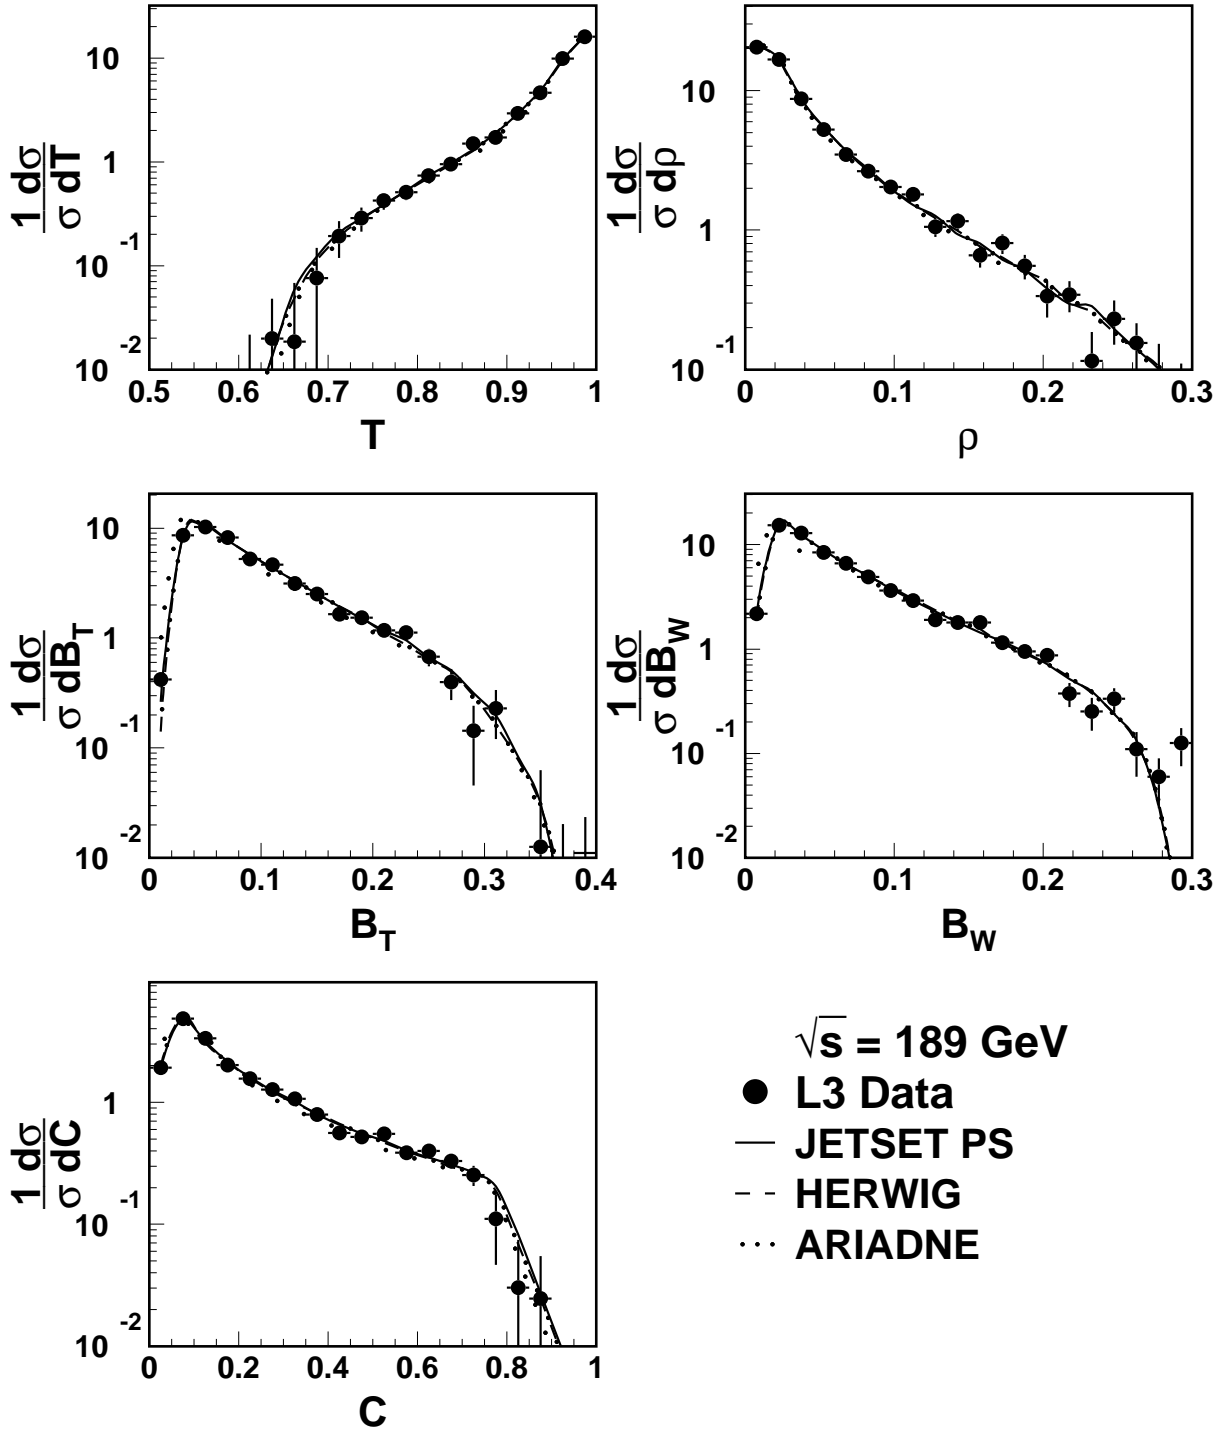 10
1
10 -1
10 -2
1 dσ
σ dT
0.5 0.6 0.7 0.8 0.9 1
T
10
1
10 -1
1 dσ
σ dρ
0 0.1 0.2 0.3
ρ
10
1
10 -1
10 -2
1 dσ
σ dB_T
0 0.1 0.2 0.3 0.4
B_T
10
1
10 -1
10 -2
1 dσ
σ dB_W
0 0.1 0.2 0.3
B_W
1
10 -1
10 -2
1 dσ
σ dC
0 0.2 0.4 0.6 0.8 1
C
√s = 189 GeV
L3 Data
JETSET PS
HERWIG
ARIADNE